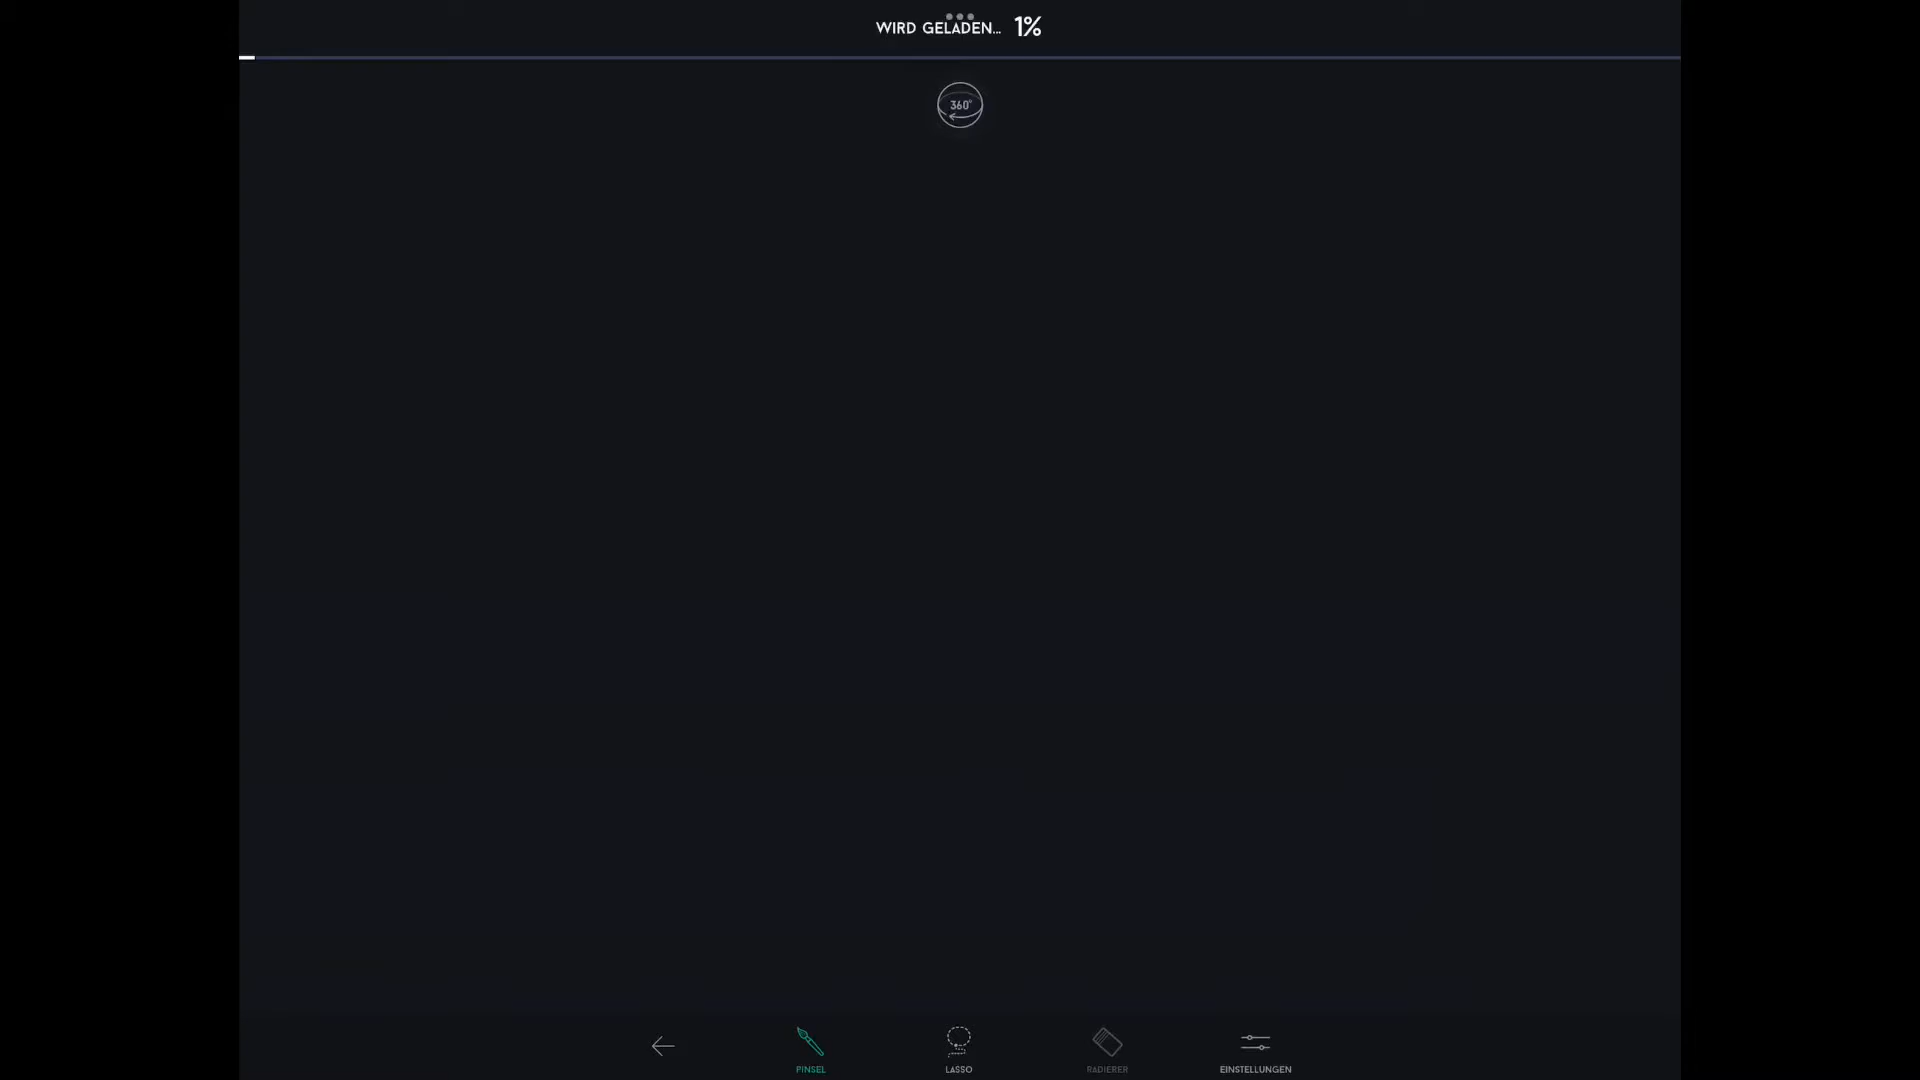 WIRD GELADEN... 1%
360°
PINSEL
LASSO
RADIERER
EINSTELLUNGEN